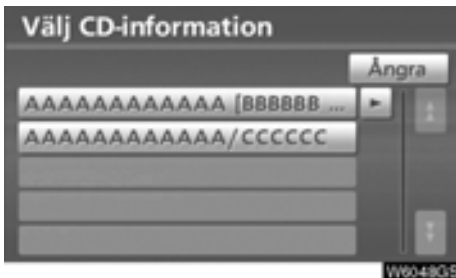 Välj CD-information
Ångra
AAAAAAAAAAAA [BBBBBB ...
AAAAAAAAAAAA/CCCCCC
W6048GS